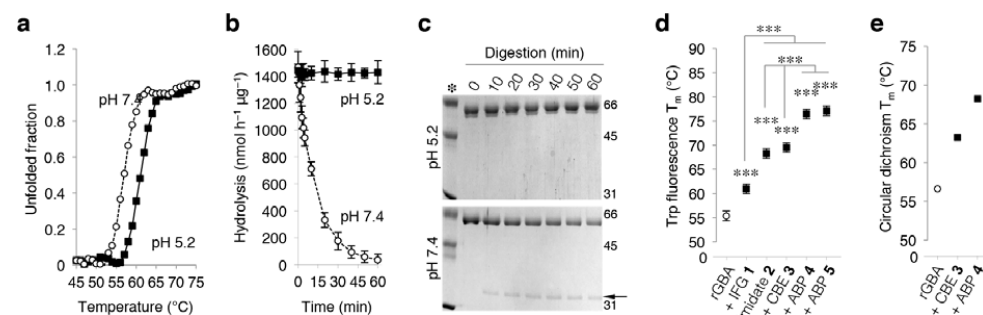 a
1.2
1.0
0.8
0.6
0.4
0.2
0
Unfolded fraction
pH 7.4
pH 5.2
45
50
55
60
65
70
75
Temperature (°C)
b
1600
1400
1200
1000
800
600
400
200
0
Hydrolysis (nmol h⁻¹ µg⁻¹)
pH 5.2
pH 7.4
0
15
30
45
60
Time (min)
c
Digestion (min)
* 0 10 20 30 40 50 60
pH 5.2
66
45
31
pH 7.4
66
45
31
d
90
85
80
75
70
65
60
55
50
Trp fluorescence Tm (°C)
***
***
*** ***
***
***
***
rGBA
+ IFG 1
midate 2
+ CBE 3
+ ABP 4
+ ABP 5
e
75
70
65
60
55
50
Circular dichroism Tm (°C)
rGBA
+ CBE 3
+ ABP 4